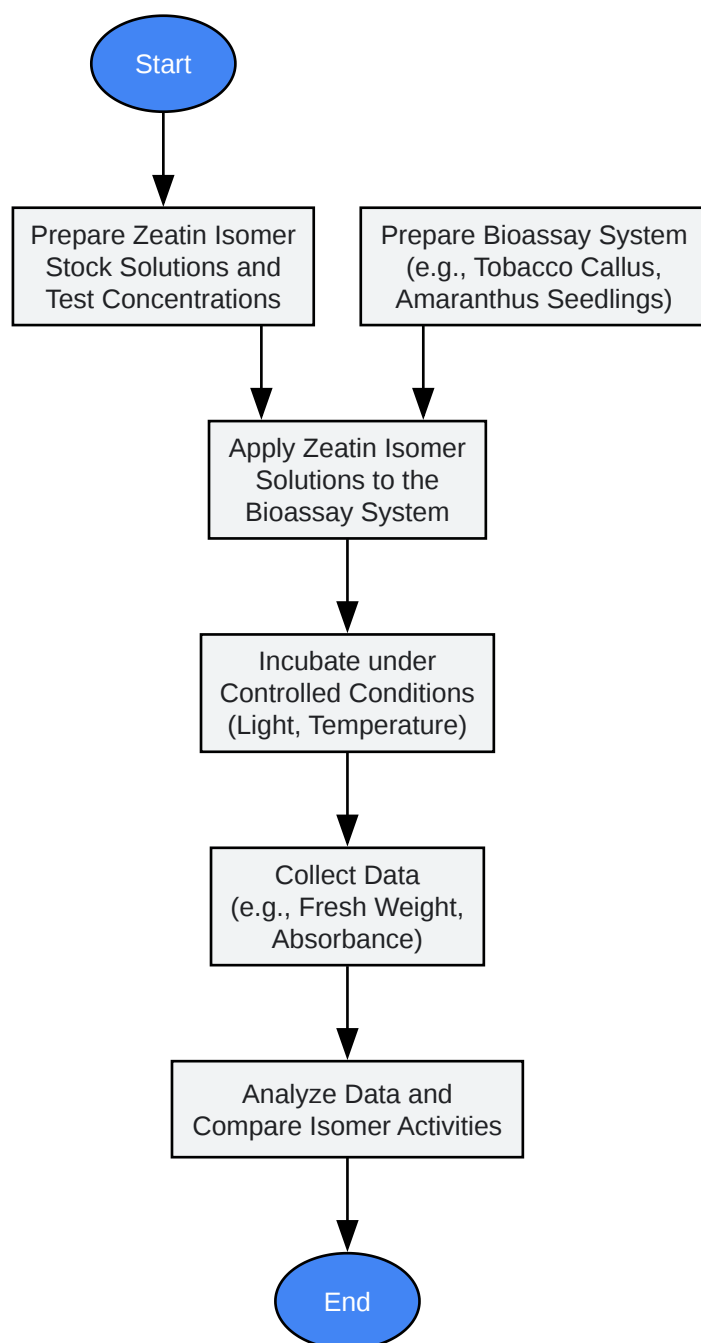 Start
Prepare Zeatin Isomer
Stock Solutions and
Test Concentrations
Prepare Bioassay System
(e.g., Tobacco Callus,
Amaranthus Seedlings)
Apply Zeatin Isomer
Solutions to the
Bioassay System
Incubate under
Controlled Conditions
(Light, Temperature)
Collect Data
(e.g., Fresh Weight,
Absorbance)
Analyze Data and
Compare Isomer Activities
End